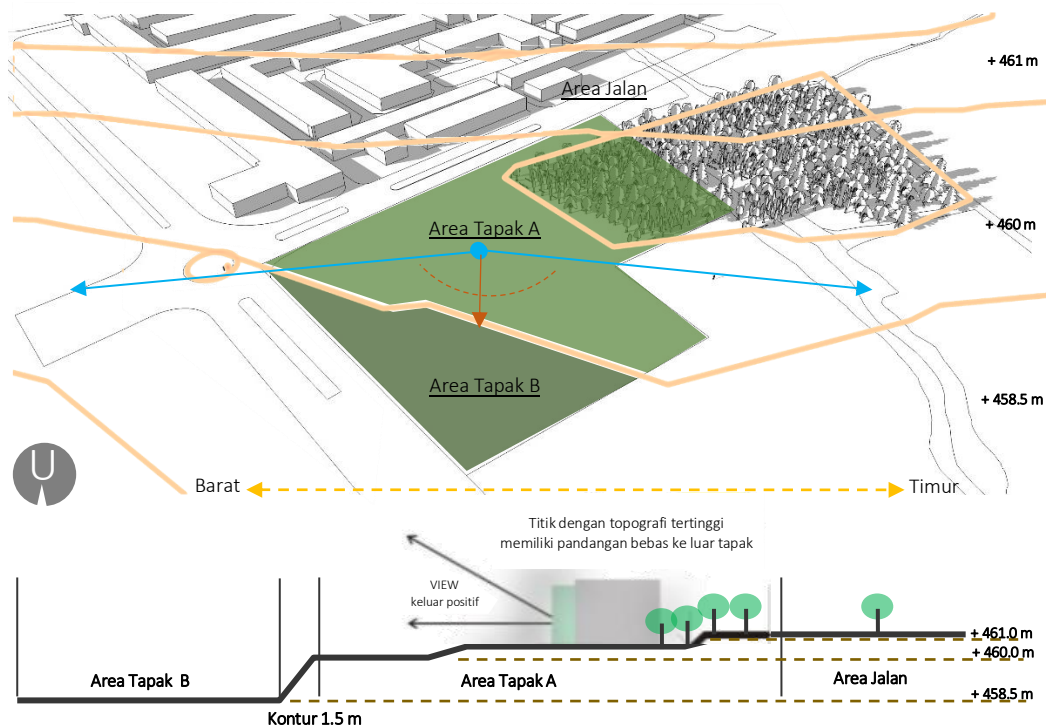 + 461 m
Area Jalan
Area Tapak A
+ 460 m
Area Tapak B
+ 458.5 m
U
Barat
Timur
Titik dengan topografi tertinggi
memiliki pandangan bebas ke luar tapak
VIEW
keluar positif
+ 461.0 m
+ 460.0 m
Area Tapak B
Area Tapak A
Area Jalan
+ 458.5 m
Kontur 1.5 m